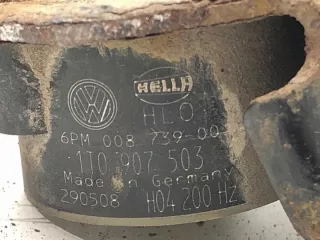 HELLA
HLO
6PM 008 739-00
1T0 907 503
Made in Germany
290508 H04 200 HZ